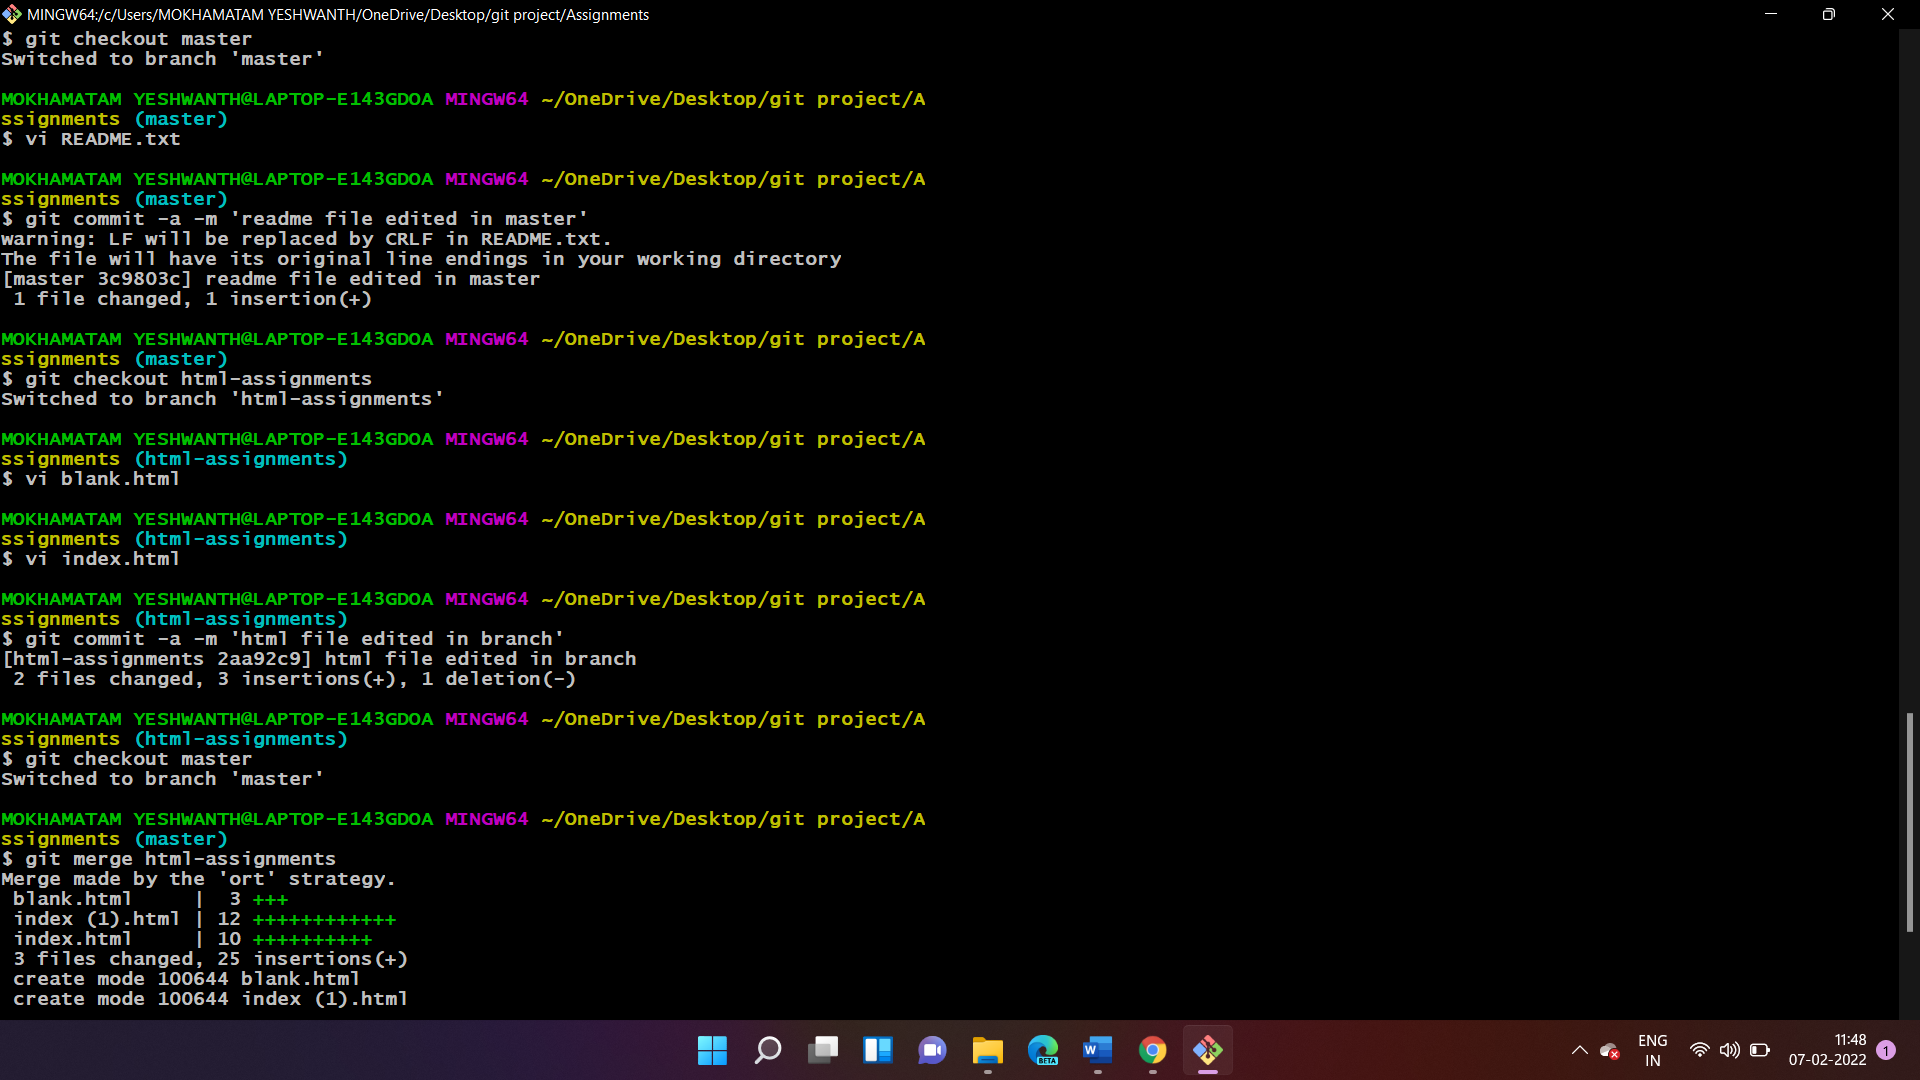 MINGW64:/c/Users/MOKHAMATAM YESHWANTH/OneDrive/Desktop/git project/Assignments
$ git checkout master
Switched to branch 'master'
MOKHAMATAM YESHWANTH@LAPTOP-E143GDOA MINGW64 ~/OneDrive/Desktop/git project/A
ssignments (master)
$ vi README.txt
MOKHAMATAM YESHWANTH@LAPTOP-E143GDOA MINGW64 ~/OneDrive/Desktop/git project/A
ssignments (master)
$ git commit -a -m 'readme file edited in master'
warning: LF will be replaced by CRLF in README.txt.
The file will have its original line endings in your working directory
[master 3c9803c] readme file edited in master
1 file changed, 1 insertion(+)
MOKHAMATAM YESHWANTH@LAPTOP-E143GDOA MINGW64 ~/OneDrive/Desktop/git project/A
ssignments (master)
$ git checkout html-assignments
Switched to branch 'html-assignments'
MOKHAMATAM YESHWANTH@LAPTOP-E143GDOA MINGW64 ~/OneDrive/Desktop/git project/A
ssignments (html-assignments)
$ vi blank.html
MOKHAMATAM YESHWANTH@LAPTOP-E143GDOA MINGW64 ~/OneDrive/Desktop/git project/A
ssignments (html-assignments)
$ vi index.html
MOKHAMATAM YESHWANTH@LAPTOP-E143GDOA MINGW64 ~/OneDrive/Desktop/git project/A
ssignments (html-assignments)
$ git commit -a -m 'html file edited in branch'
[html-assignments 2aa92c9] html file edited in branch
2 files changed, 3 insertions(+), 1 deletion(-)
MOKHAMATAM YESHWANTH@LAPTOP-E143GDOA MINGW64 ~/OneDrive/Desktop/git project/A
ssignments (html-assignments)
$ git checkout master
Switched to branch 'master'
MOKHAMATAM YESHWANTH@LAPTOP-E143GDOA MINGW64 ~/OneDrive/Desktop/git project/A
ssignments (master)
$ git merge html-assignments
Merge made by the 'ort' strategy.
blank.html     |  3 +++
index (1).html | 12 ++++++++++++
index.html     | 10 ++++++++++
3 files changed, 25 insertions(+)
create mode 100644 blank.html
create mode 100644 index (1).html
BETA
W
ENG
IN
11:48
07-02-2022
1